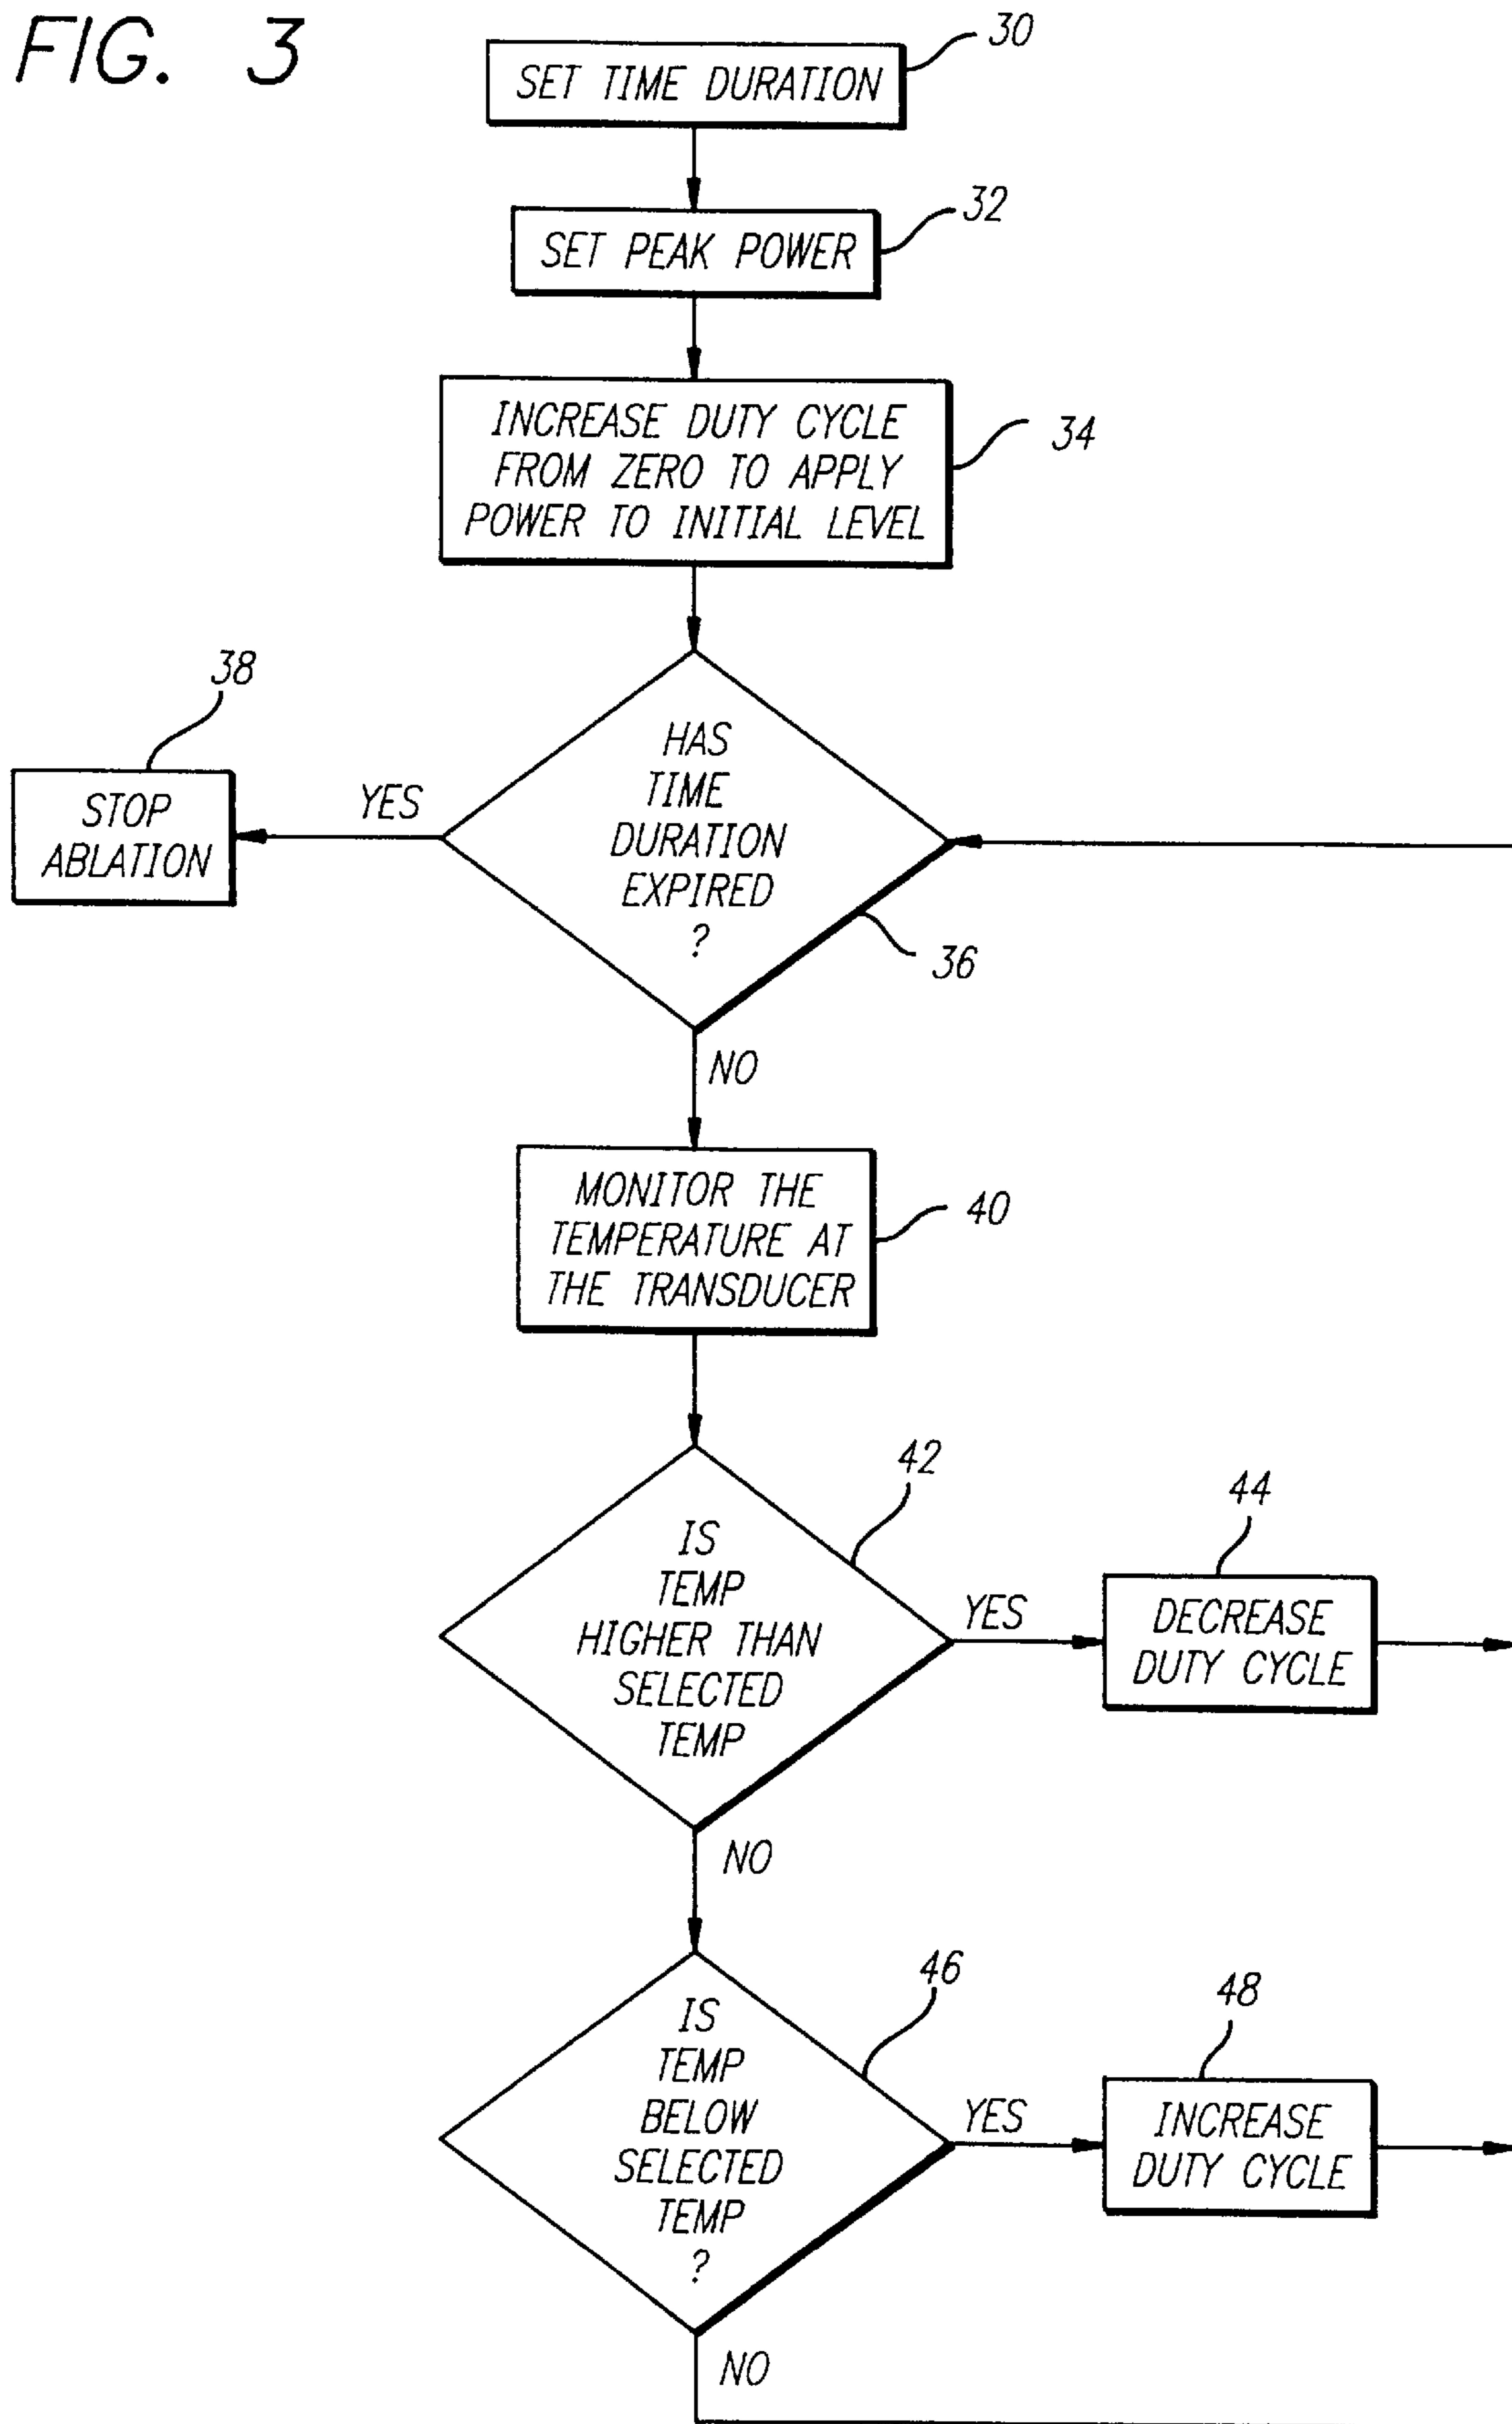 FIG. 3
30
SET TIME DURATION
32
SET PEAK POWER
34
INCREASE DUTY CYCLE
FROM ZERO TO APPLY
POWER TO INITIAL LEVEL
38
STOP
ABLATION
YES
HAS
TIME
DURATION
EXPIRED
?
36
NO
MONITOR THE
TEMPERATURE AT
THE TRANSDUCER
40
42
IS
TEMP
HIGHER THAN
SELECTED
TEMP
YES
44
DECREASE
DUTY CYCLE
NO
46
IS
TEMP
BELOW
SELECTED
TEMP
?
YES
48
INCREASE
DUTY CYCLE
NO